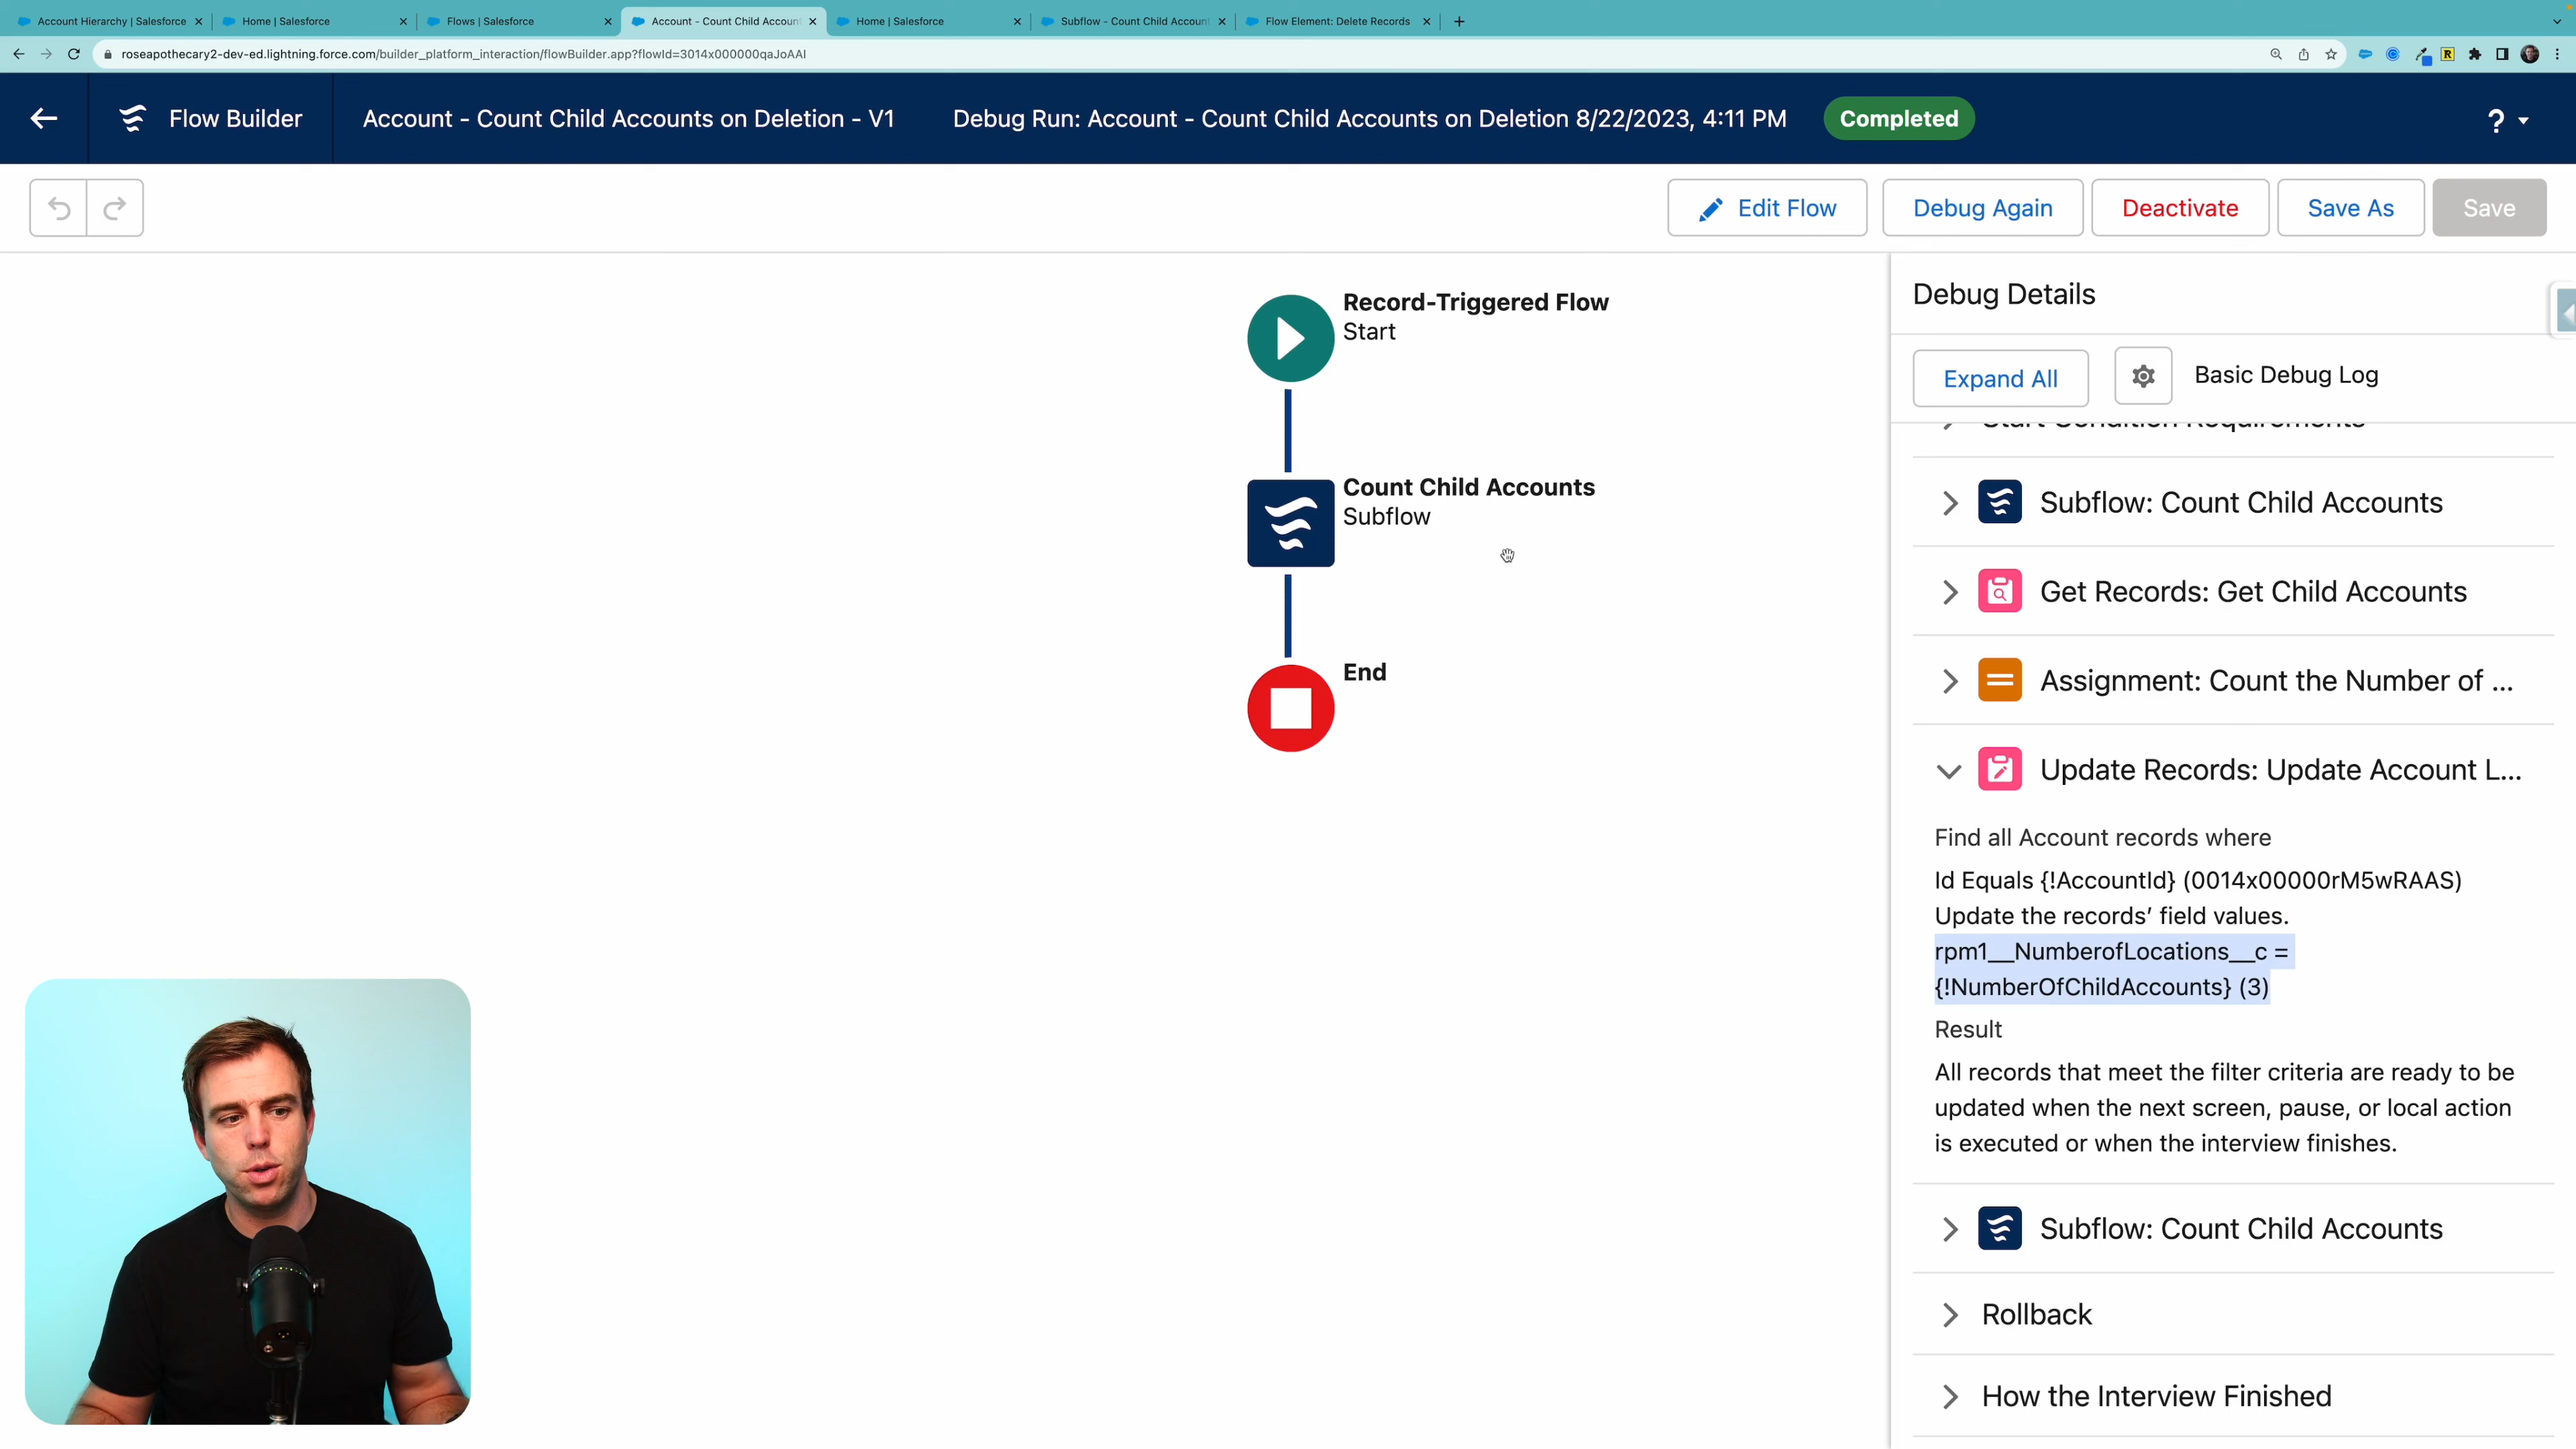 Account Hierarchy | Salesforce
Home | Salesforce
Flows | Salesforce
Account - Count Child Accoun
Home | Salesforce
Subflow - Count Child Account
Flow Element: Delete Records
roseapothecary2-dev-ed.lightning.force.com/builder_platform_interaction/flowBuilder.app?flowId=3014x000000qaJoAAI
Flow Builder
Account - Count Child Accounts on Deletion - V1
Debug Run: Account - Count Child Accounts on Deletion 8/22/2023, 4:11 PM
Completed
?
Edit Flow
Debug Again
Deactivate
Save As
Save
Record-Triggered Flow
Start
Count Child Accounts
Subflow
End
Debug Details
Expand All
Basic Debug Log
Start Condition Requirements
Subflow: Count Child Accounts
Get Records: Get Child Accounts
Assignment: Count the Number of ...
Update Records: Update Account L...
Find all Account records where
Id Equals {!AccountId} (0014x00000rM5wRAAS)
Update the records’ field values.
rpm1__NumberofLocations__c =
{!NumberOfChildAccounts} (3)
Result
All records that meet the filter criteria are ready to be
updated when the next screen, pause, or local action
is executed or when the interview finishes.
Subflow: Count Child Accounts
Rollback
How the Interview Finished